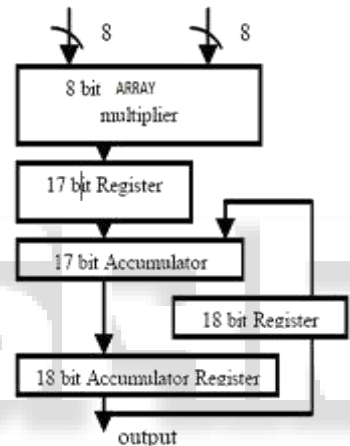 8
8
8 bit ARRAY
multiplier
17 bit Register
17 bit Accumulator
18 bit Register
18 bit Accumulator Register
output